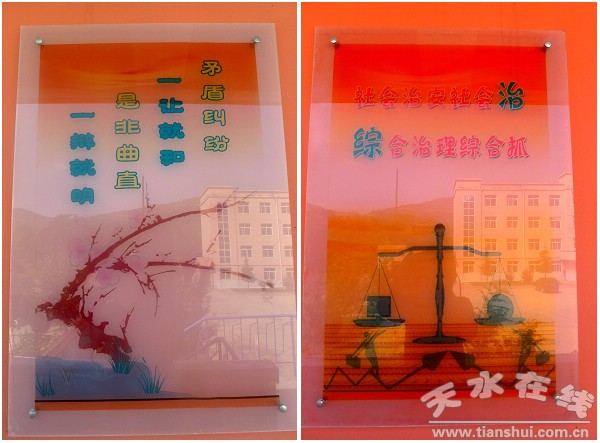 矛盾纠纷
一让就和
是非曲直
一辩就明
社会治安社会治
综合治理综合抓
天水在线
www.tianshui.com.cn